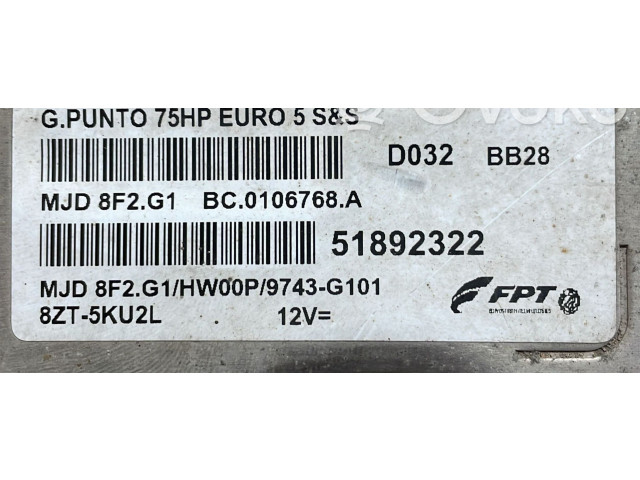 G.PUNTO 75HP EURO 5 S&S
D032 BB28
MJD 8F2.G1 BC.0106768.A
51892322
MJD 8F2.G1/HW00P/9743-G101
8ZT-5KU2L 12V=
FPT